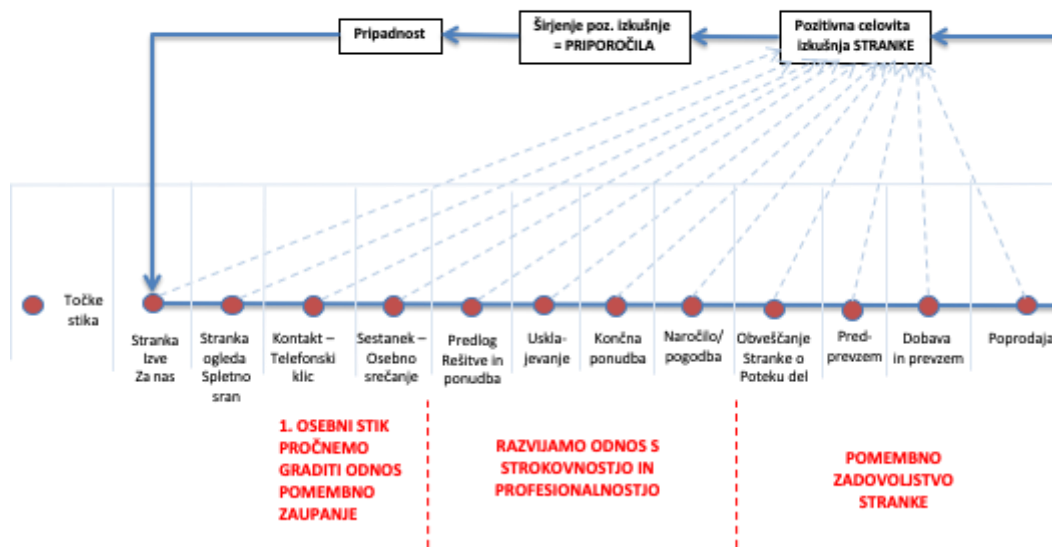 Pripadnost
Širjenje poz. izkušnje
= PRIPOROČILA
Pozitivna celovita
izkušnja STRANKE
Točke
stika
Stranka
Izve
Za nas
Stranka
ogleda
Spletno
sran
Kontakt –
Telefonski
klic
Sestanek –
Osebno
srečanje
Predlog
Rešitve in
ponudba
Uskla-
jevanje
Končna
ponudba
Naročilo/
pogodba
Obveščanje
Stranke o
Poteku del
Pred-
prevzem
Dobava
in prevzem
Poprodaja
1. OSEBNI STIK
PROČNEMO
GRADITI ODNOS
POMEMBNO
ZAUPANJE
RAZVIJAMO ODNOS S
STROKOVNOSTJO IN
PROFESIONALNOSTJO
POMEMBNO
ZADOVOLJSTVO
STRANKE